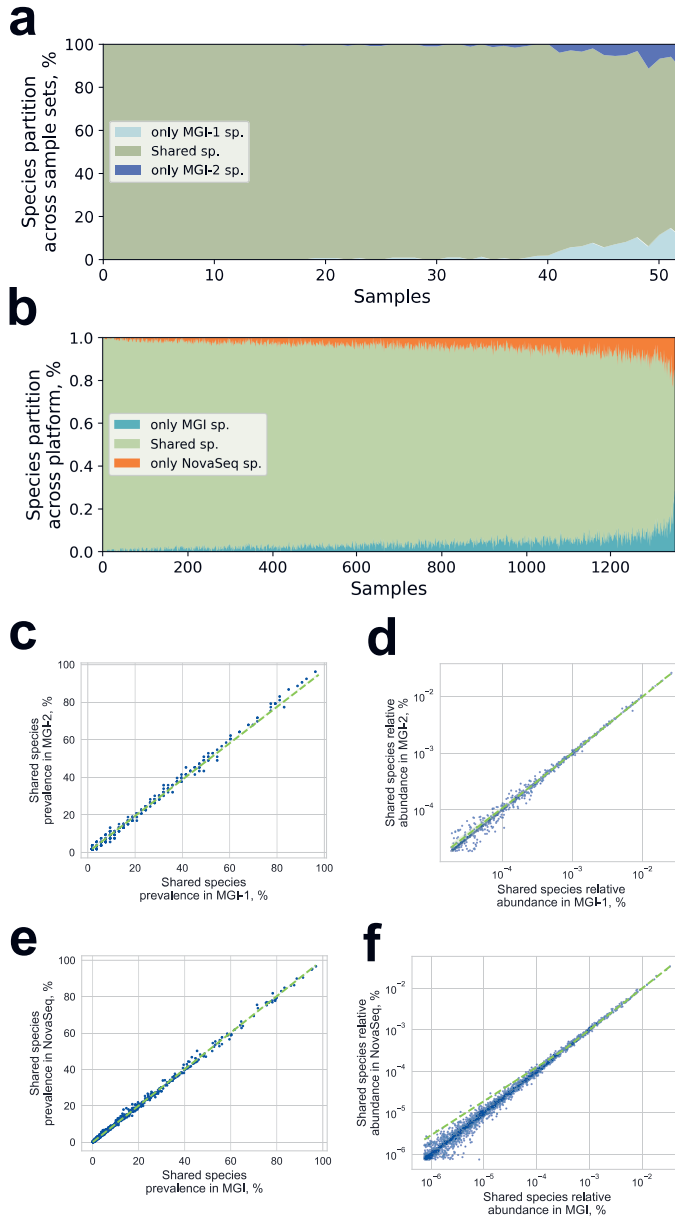 a
Species partition
across sample sets, %
100
80
60
40
20
0
only MGI-1 sp.
Shared sp.
only MGI-2 sp.
0 10 20 30 40 50
Samples
b
Species partition
across platform, %
1.0
0.8
0.6
0.4
0.2
0.0
only MGI sp.
Shared sp.
only NovaSeq sp.
0 200 400 600 800 1000 1200
Samples
c
Shared species
prevalence in MGI-2, %
100
80
60
40
20
0
0 20 40 60 80 100
Shared species
prevalence in MGI-1, %
d
Shared species relative
abundance in MGI-2, %
10⁻²
10⁻³
10⁻⁴
10⁻⁴ 10⁻³ 10⁻²
Shared species relative
abundance in MGI-1, %
e
Shared species
prevalence in NovaSeq, %
100
80
60
40
20
0
0 20 40 60 80 100
Shared species
prevalence in MGI, %
f
Shared species relative
abundance in NovaSeq, %
10⁻²
10⁻³
10⁻⁴
10⁻⁵
10⁻⁶
10⁻⁶ 10⁻⁵ 10⁻⁴ 10⁻³ 10⁻²
Shared species relative
abundance in MGI, %